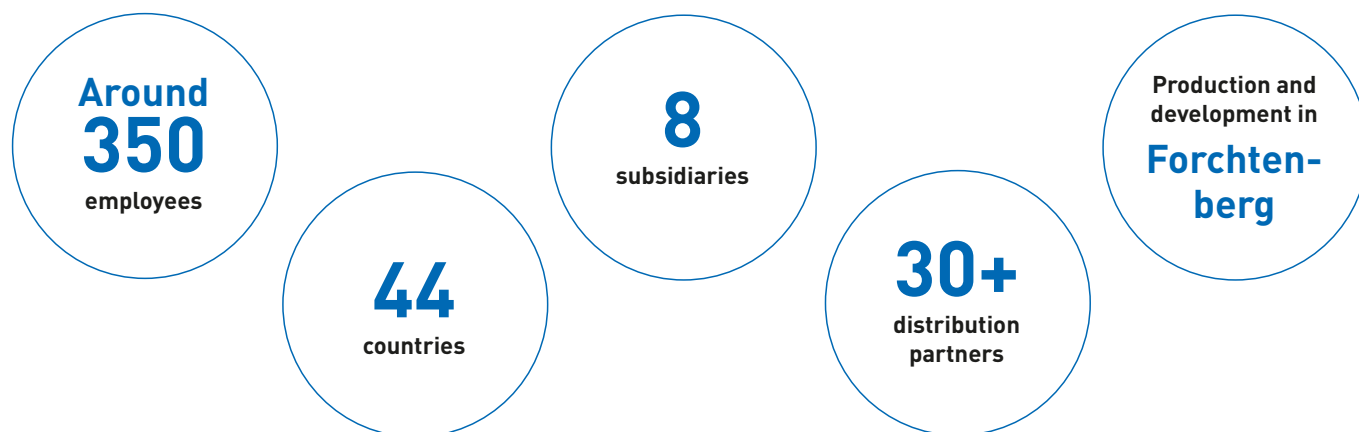 Around
350
employees
44
countries
8
subsidiaries
30+
distribution
partners
Production and
development in
Forchten-
berg